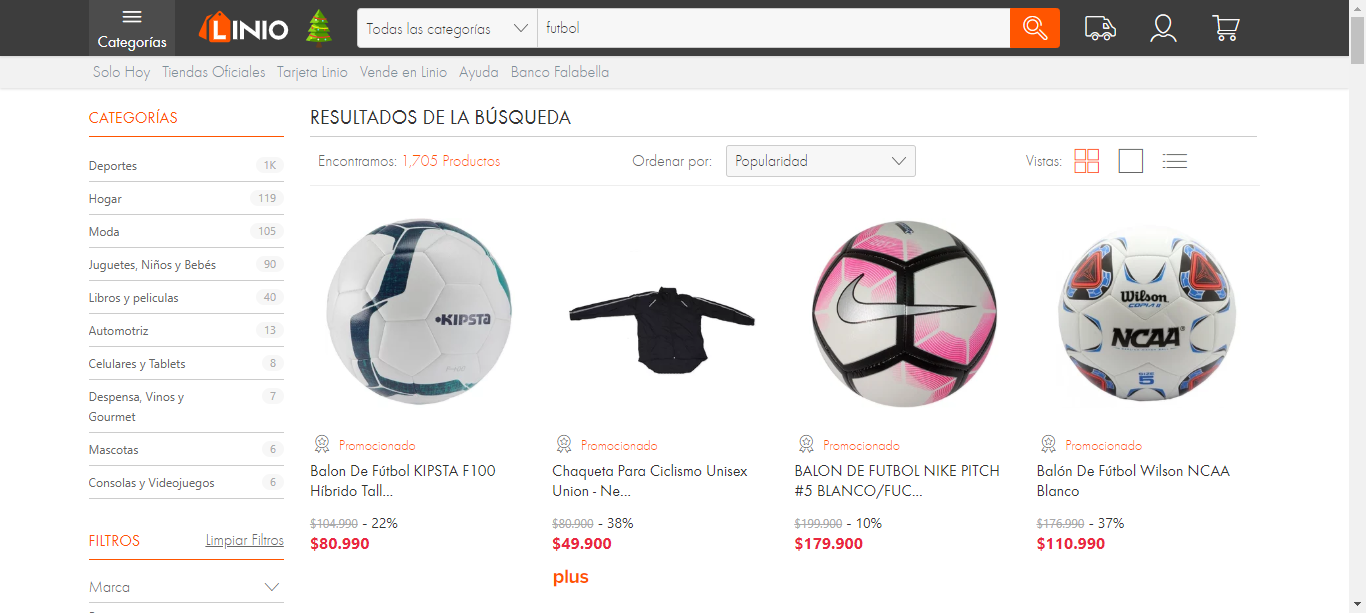 Categorías
LINIO
Todas las categorías
futbol
Solo Hoy Tiendas Oficiales Tarjeta Linio Vende en Linio Ayuda Banco Falabella
CATEGORÍAS
Deportes 1K
Hogar 119
Moda 105
Juguetes, Niños y Bebés 90
Libros y peliculas 40
Automotriz 13
Celulares y Tablets 8
Despensa, Vinos y
Gourmet 7
Mascotas 6
Consolas y Videojuegos 6
FILTROS Limpiar Filtros
Marca
RESULTADOS DE LA BÚSQUEDA
Encontramos: 1,705 Productos
Ordenar por: Popularidad
Vistas:
KIPSTA
F·100
Promocionado
Balon De Fútbol KIPSTA F100
Híbrido Tall...
$104.990 - 22%
$80.990
Promocionado
Chaqueta Para Ciclismo Unisex
Union - Ne...
$80.900 - 38%
$49.900
plus
2017
Promocionado
BALON DE FUTBOL NIKE PITCH
#5 BLANCO/FUC...
$199.900 - 10%
$179.900
Wilson
COPIA II
NCAA
SIZE
5
Promocionado
Balón De Fútbol Wilson NCAA
Blanco
$176.990 - 37%
$110.990